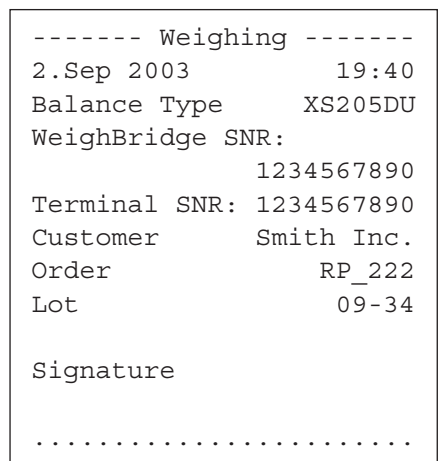 ------- Weighing -------
2.Sep 2003         19:40
Balance Type     XS205DU
WeighBridge SNR:
              1234567890
Terminal SNR: 1234567890
Customer      Smith Inc.
Order             RP_222
Lot                09-34
Signature
........................